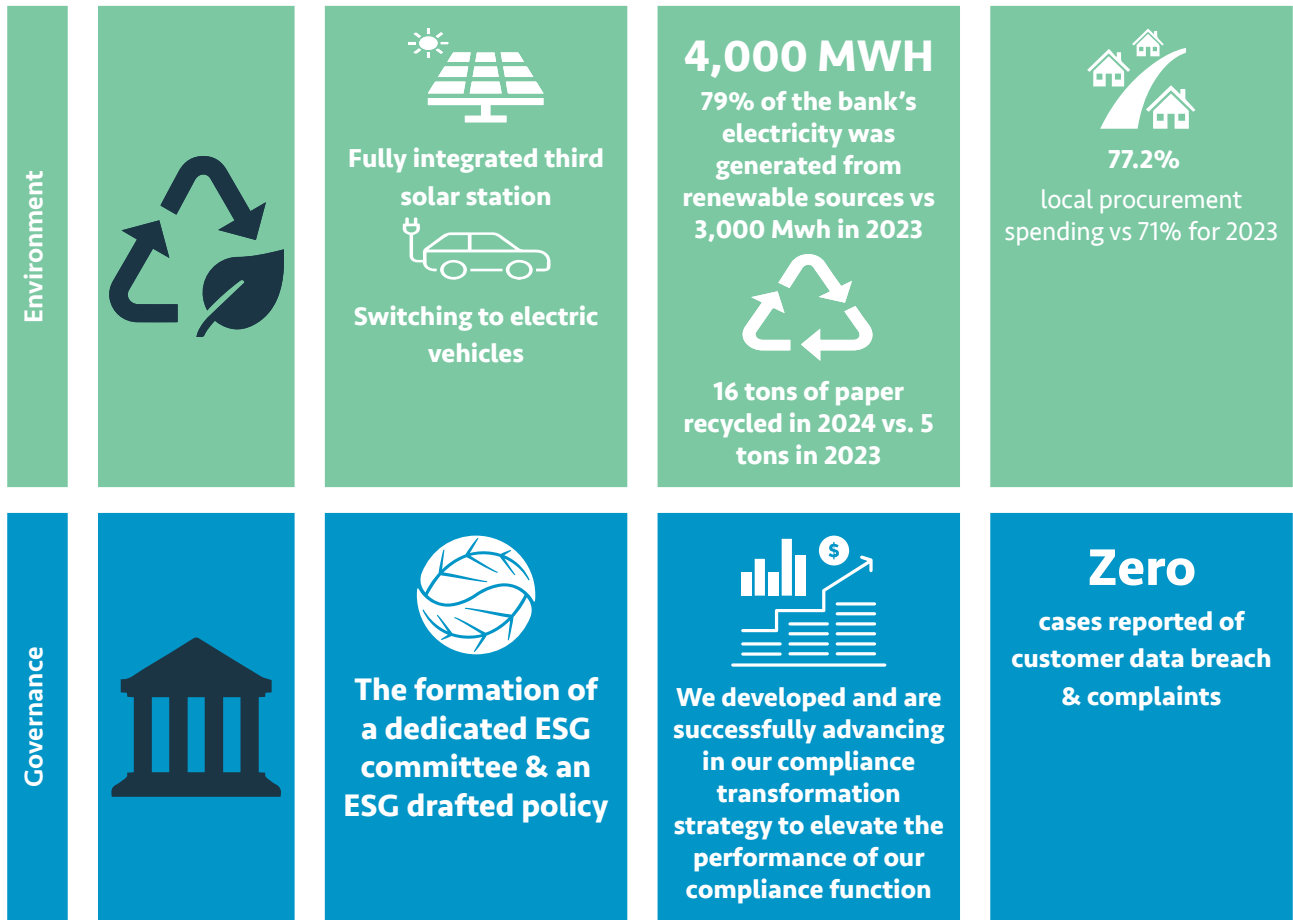 Environment
Fully integrated third
solar station
Switching to electric
vehicles
4,000 MWH
79% of the bank’s
electricity was
generated from
renewable sources vs
3,000 Mwh in 2023
16 tons of paper
recycled in 2024 vs. 5
tons in 2023
77.2%
local procurement
spending vs 71% for 2023
Governance
The formation of
a dedicated ESG
committee & an
ESG drafted policy
$
We developed and are
successfully advancing
in our compliance
transformation
strategy to elevate the
performance of our
compliance function
Zero
cases reported of
customer data breach
& complaints